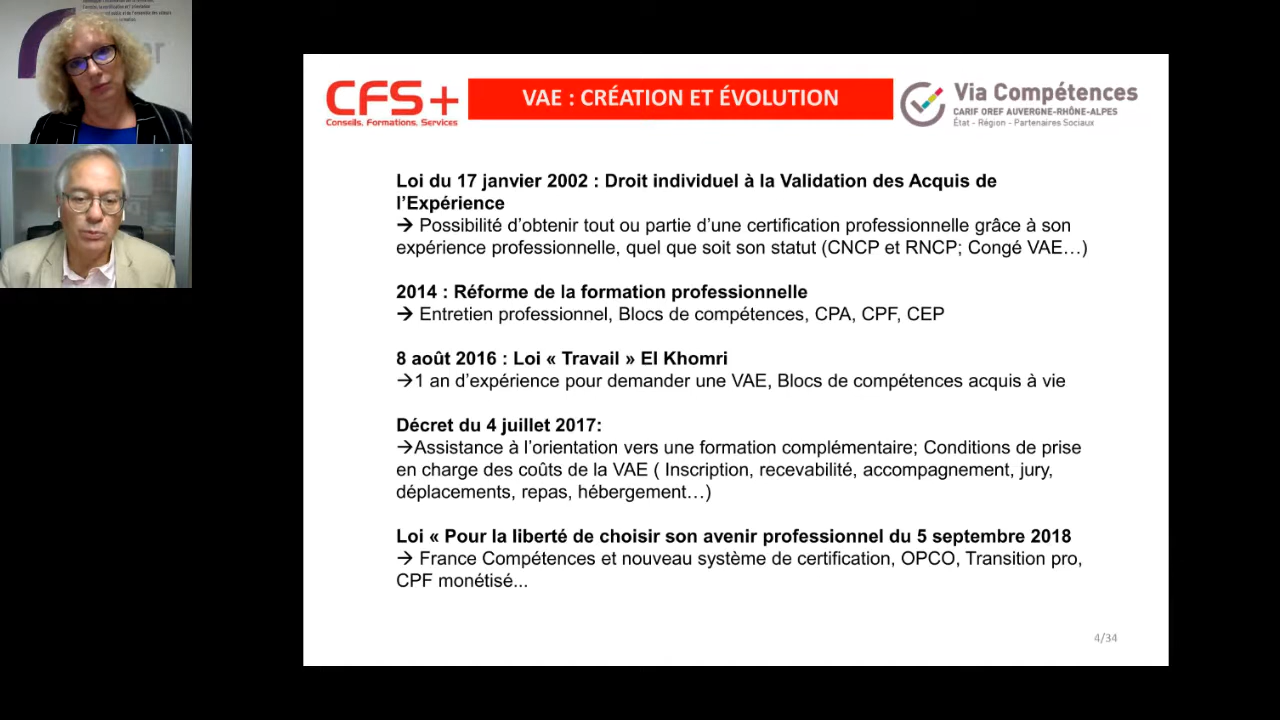 CFS+
Conseils, Formations, Services
VAE : CRÉATION ET ÉVOLUTION
Via Compétences
CARIF OREF AUVERGNE-RHÔNE-ALPES
État - Région - Partenaires Sociaux
Loi du 17 janvier 2002 : Droit individuel à la Validation des Acquis de
l’Expérience
→ Possibilité d’obtenir tout ou partie d’une certification professionnelle grâce à son
expérience professionnelle, quel que soit son statut (CNCP et RNCP; Congé VAE…)
2014 : Réforme de la formation professionnelle
→ Entretien professionnel, Blocs de compétences, CPA, CPF, CEP
8 août 2016 : Loi « Travail » El Khomri
→1 an d’expérience pour demander une VAE, Blocs de compétences acquis à vie
Décret du 4 juillet 2017:
→Assistance à l’orientation vers une formation complémentaire; Conditions de prise
en charge des coûts de la VAE ( Inscription, recevabilité, accompagnement, jury,
déplacements, repas, hébergement…)
Loi « Pour la liberté de choisir son avenir professionnel du 5 septembre 2018
→ France Compétences et nouveau système de certification, OPCO, Transition pro,
CPF monétisé...
4/34